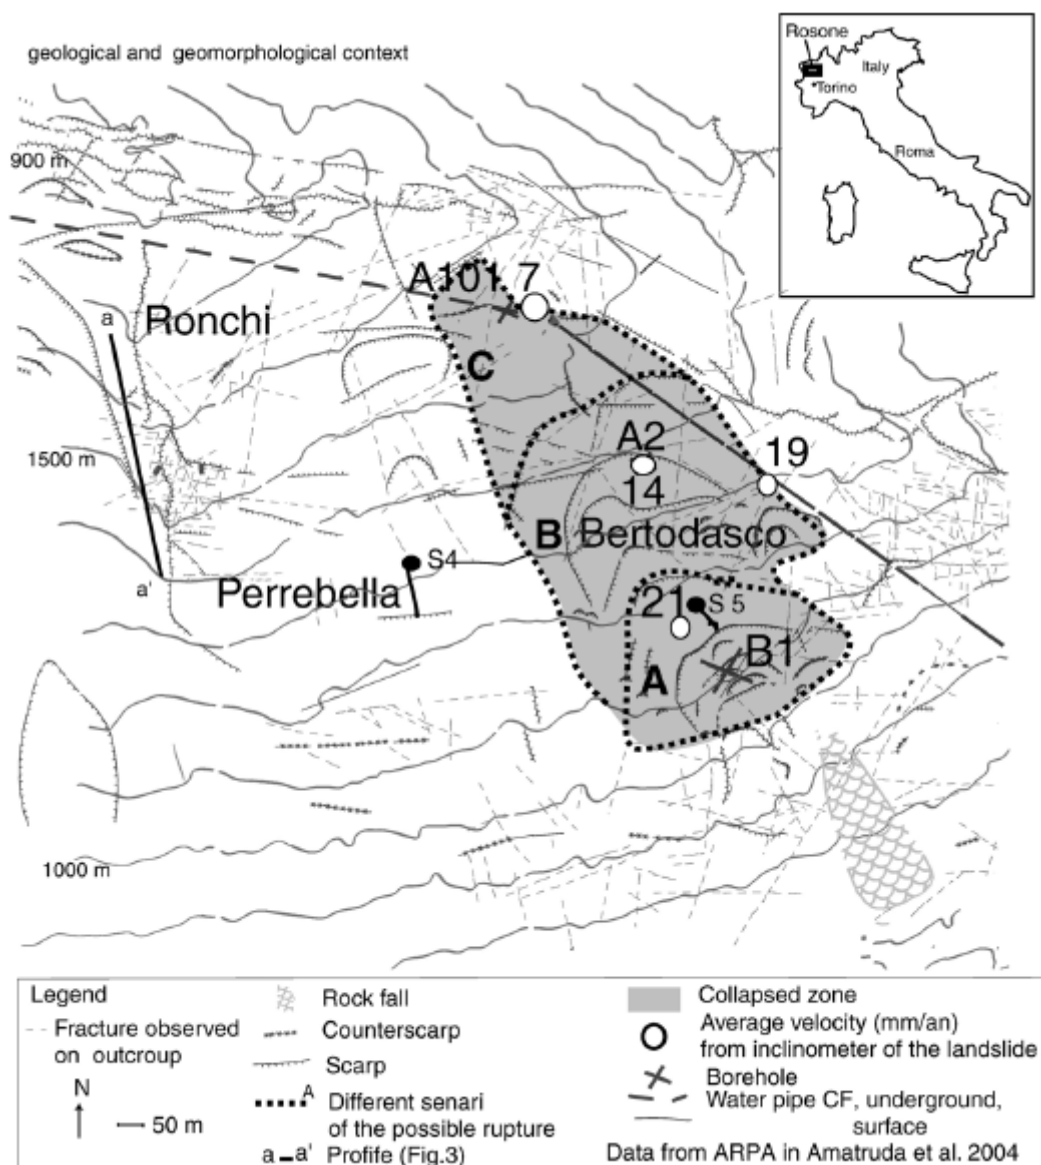 geological and geomorphological context
Rosone
Italy
Torino
Roma
900 m
A101 7
a
Ronchi
C
1500 m
A2
19
14
B Bertodasco
a'
S4
Perrebella
21
S 5
A
B1
1000 m
Legend
Fracture observed
on outcroup
N
50 m
Rock fall
Counterscarp
Scarp
A
Different senari
of the possible rupture
a a' Profife (Fig.3)
Collapsed zone
Average velocity (mm/an)
from inclinometer of the landslide
Borehole
Water pipe CF, underground,
surface
Data from ARPA in Amatruda et al. 2004